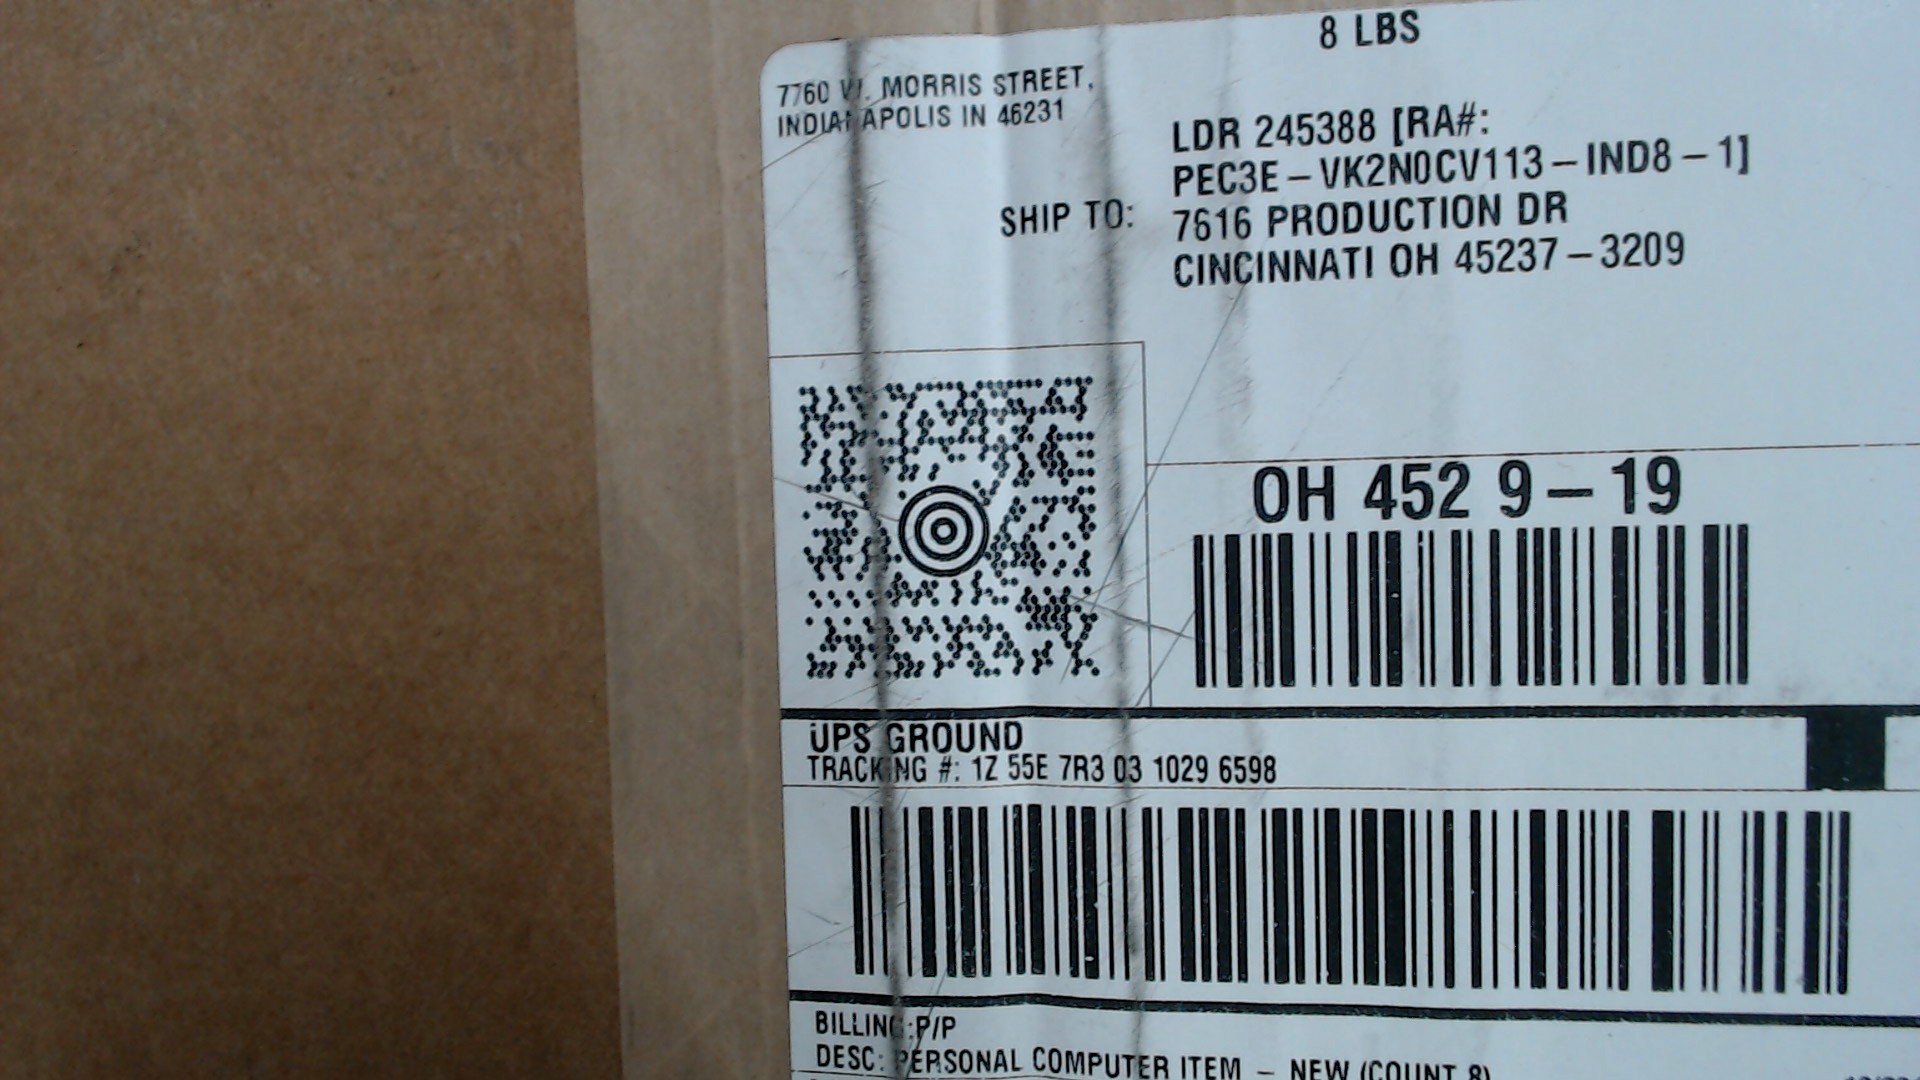 8 LBS
7760 W. MORRIS STREET,
INDIANAPOLIS IN 46231
LDR 245388 [RA#:
PEC3E – VK2N0CV113 – IND8 – 1]
SHIP TO: 7616 PRODUCTION DR
CINCINNATI OH 45237 – 3209
OH 452 9 – 19
UPS GROUND
TRACKING #: 1Z 55E 7R3 03 1029 6598
BILLING:P/P
DESC: PERSONAL COMPUTER ITEM – NEW (COUNT 8)